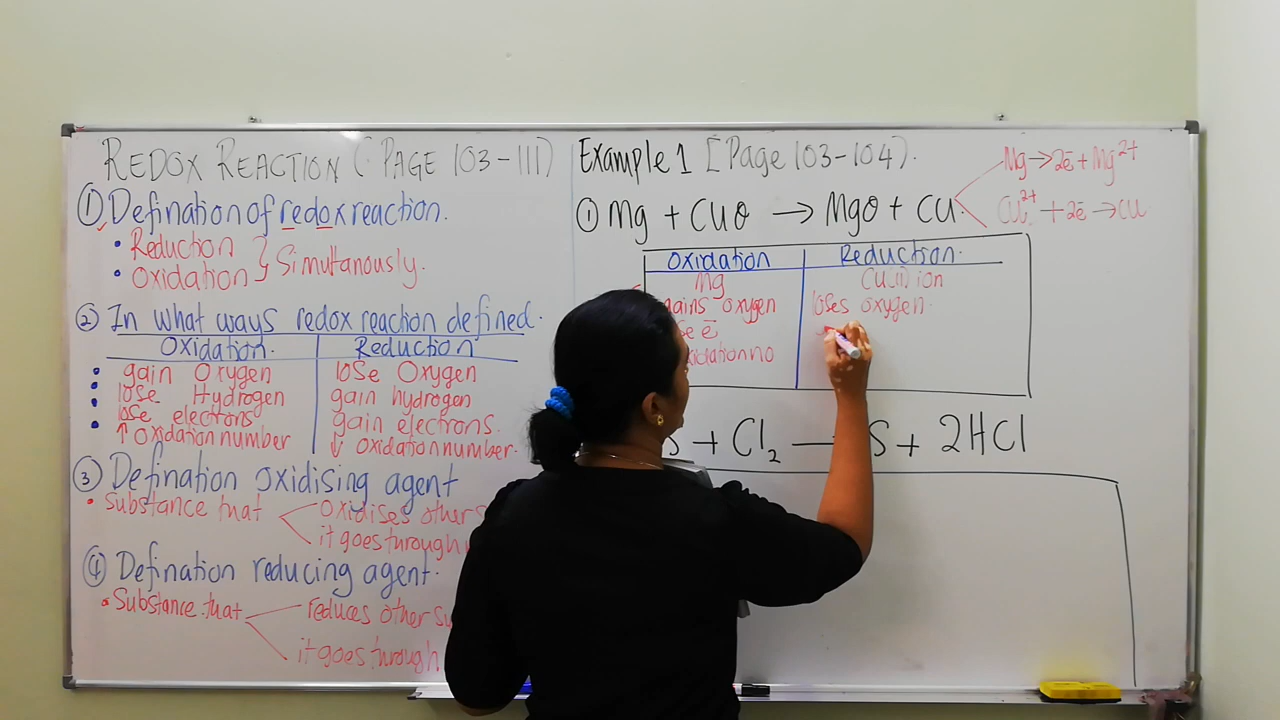 REDOX REACTION (PAGE 103-111)
① Defination of redox reaction.
• Reduction
• Oxidation } Simutanously.
② In what ways redox reaction defined.
Oxidation. Reduction
• gain Oxygen lose Oxygen
• lose Hydrogen gain hydrogen
• lose electrons gain electrons.
• ↑ Oxidation number ↓ Oxidation number.
③ Defination oxidising agent
• Substance that oxidises other
it goes through
④ Defination reducing agent.
• Substance that reduces other
it goes through
Example 1 [Page 103-104).
Mg → 2ē + Mg²⁺
① Mg + CuO → MgO + Cu.
Cu²⁺ + 2ē → Cu
Oxidation Reduction.
Mg Cu(II) ion
gains oxygen loses oxygen.
ē
no
S + Cl₂ S + 2HCl